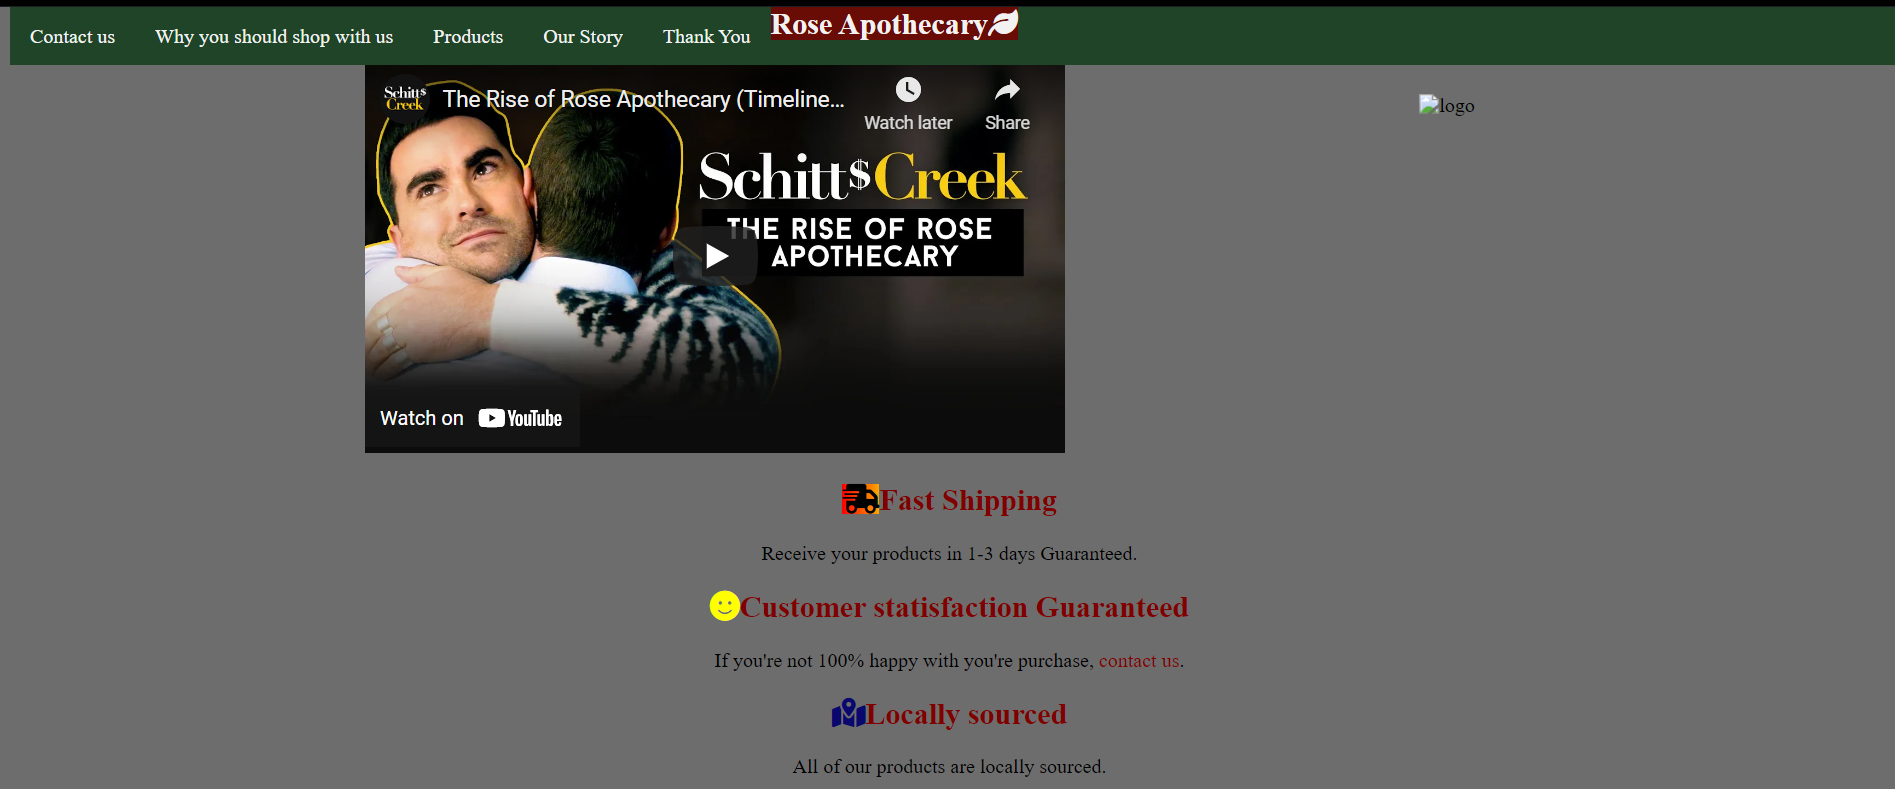 Contact us Why you should shop with us Products Our Story Thank You Rose Apothecary
Schitt$ Creek The Rise of Rose Apothecary (Timeline... Watch later Share
logo
Schitt$ Creek
THE RISE OF ROSE
APOTHECARY
Watch on YouTube
Fast Shipping
Receive your products in 1-3 days Guaranteed.
Customer statisfaction Guaranteed
If you're not 100% happy with you're purchase, contact us.
Locally sourced
All of our products are locally sourced.